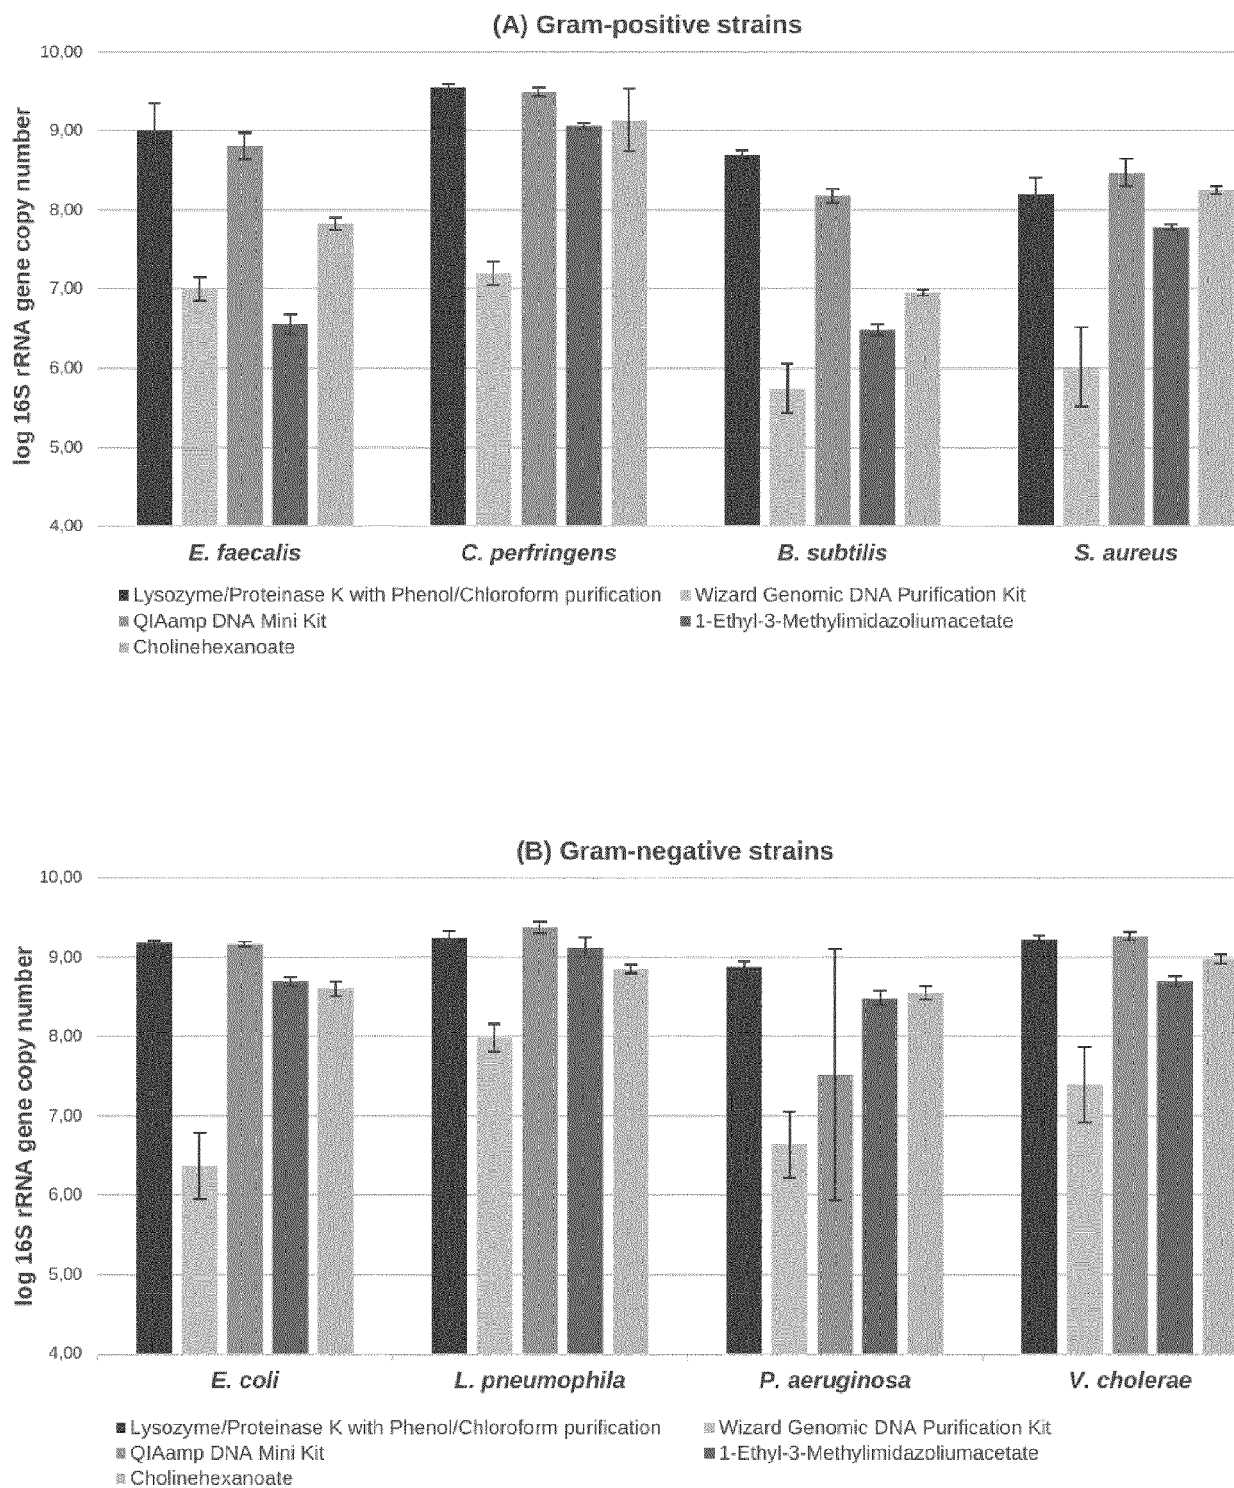 (A) Gram-positive strains
log 16S rRNA gene copy number
10,00
9,00
8,00
7,00
6,00
5,00
4,00
E. faecalis C. perfringens B. subtilis S. aureus
Lysozyme/Proteinase K with Phenol/Chloroform purification Wizard Genomic DNA Purification Kit
QIAamp DNA Mini Kit 1-Ethyl-3-Methylimidazoliumacetate
Cholinehexanoate
(B) Gram-negative strains
log 16S rRNA gene copy number
10,00
9,00
8,00
7,00
6,00
5,00
4,00
E. coli L. pneumophila P. aeruginosa V. cholerae
Lysozyme/Proteinase K with Phenol/Chloroform purification Wizard Genomic DNA Purification Kit
QIAamp DNA Mini Kit 1-Ethyl-3-Methylimidazoliumacetate
Cholinehexanoate